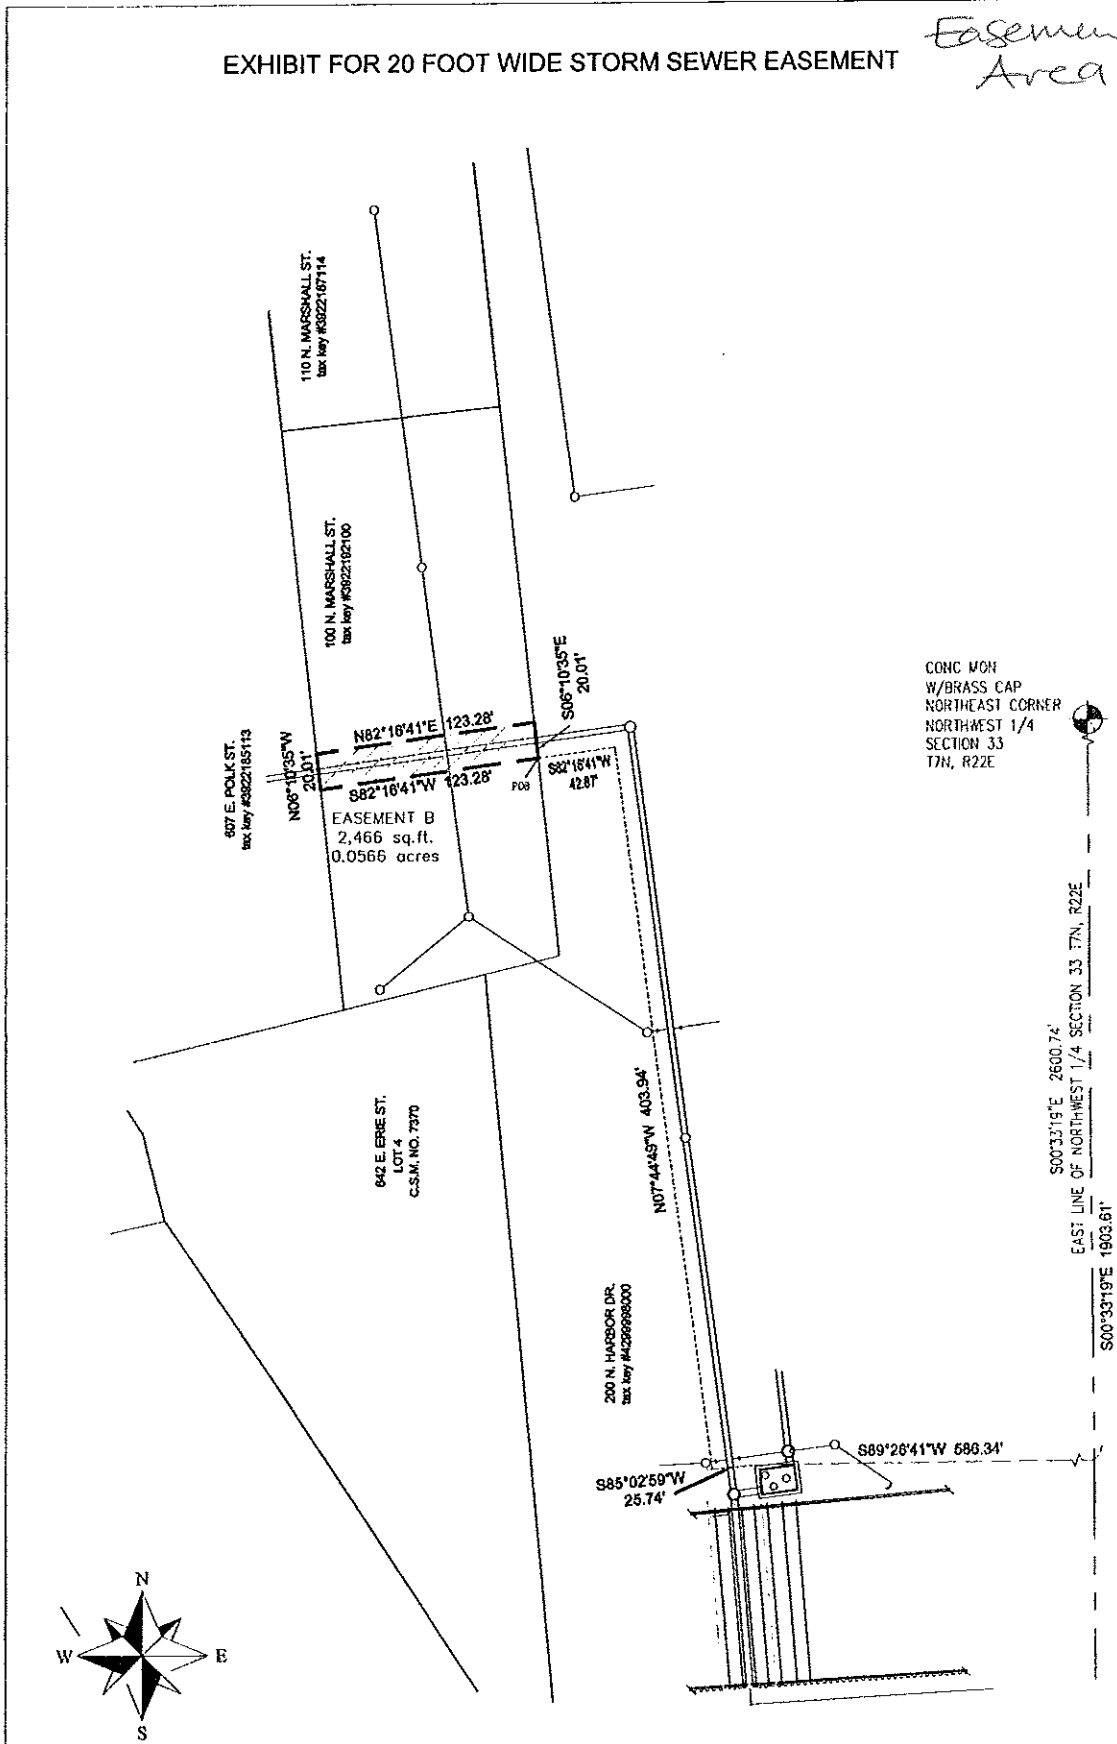 Easemen
Area
EXHIBIT FOR 20 FOOT WIDE STORM SEWER EASEMENT
110 N. MARSHALL ST.
tax key #3922187114
100 N. MARSHALL ST.
tax key #3922192100
607 E. POLK ST.
tax key #3922185113
N06°10'35"W
20.01'
N82°16'41"E 123.28'
S82°16'41"W 123.28'
S06°10'35"E
20.01'
POB
S82°16'41"W
42.87'
EASEMENT B
2,466 sq.ft.
0.0566 acres
CONC MON
W/BRASS CAP
NORTHEAST CORNER
NORTHWEST 1/4
SECTION 33
T7N, R22E
S00°33'19"E 2600.74'
EAST LINE OF NORTHWEST 1/4 SECTION 33 T7N, R22E
S00°33'19"E 1903.61'
642 E. ERIE ST.
LOT 4
C.S.M. NO. 7370
N07°44'49"W 403.94'
200 N. HARBOR DR.
tax key #4299998000
S89°26'41"W 586.34'
S85°02'59"W
25.74'
N
W
E
S